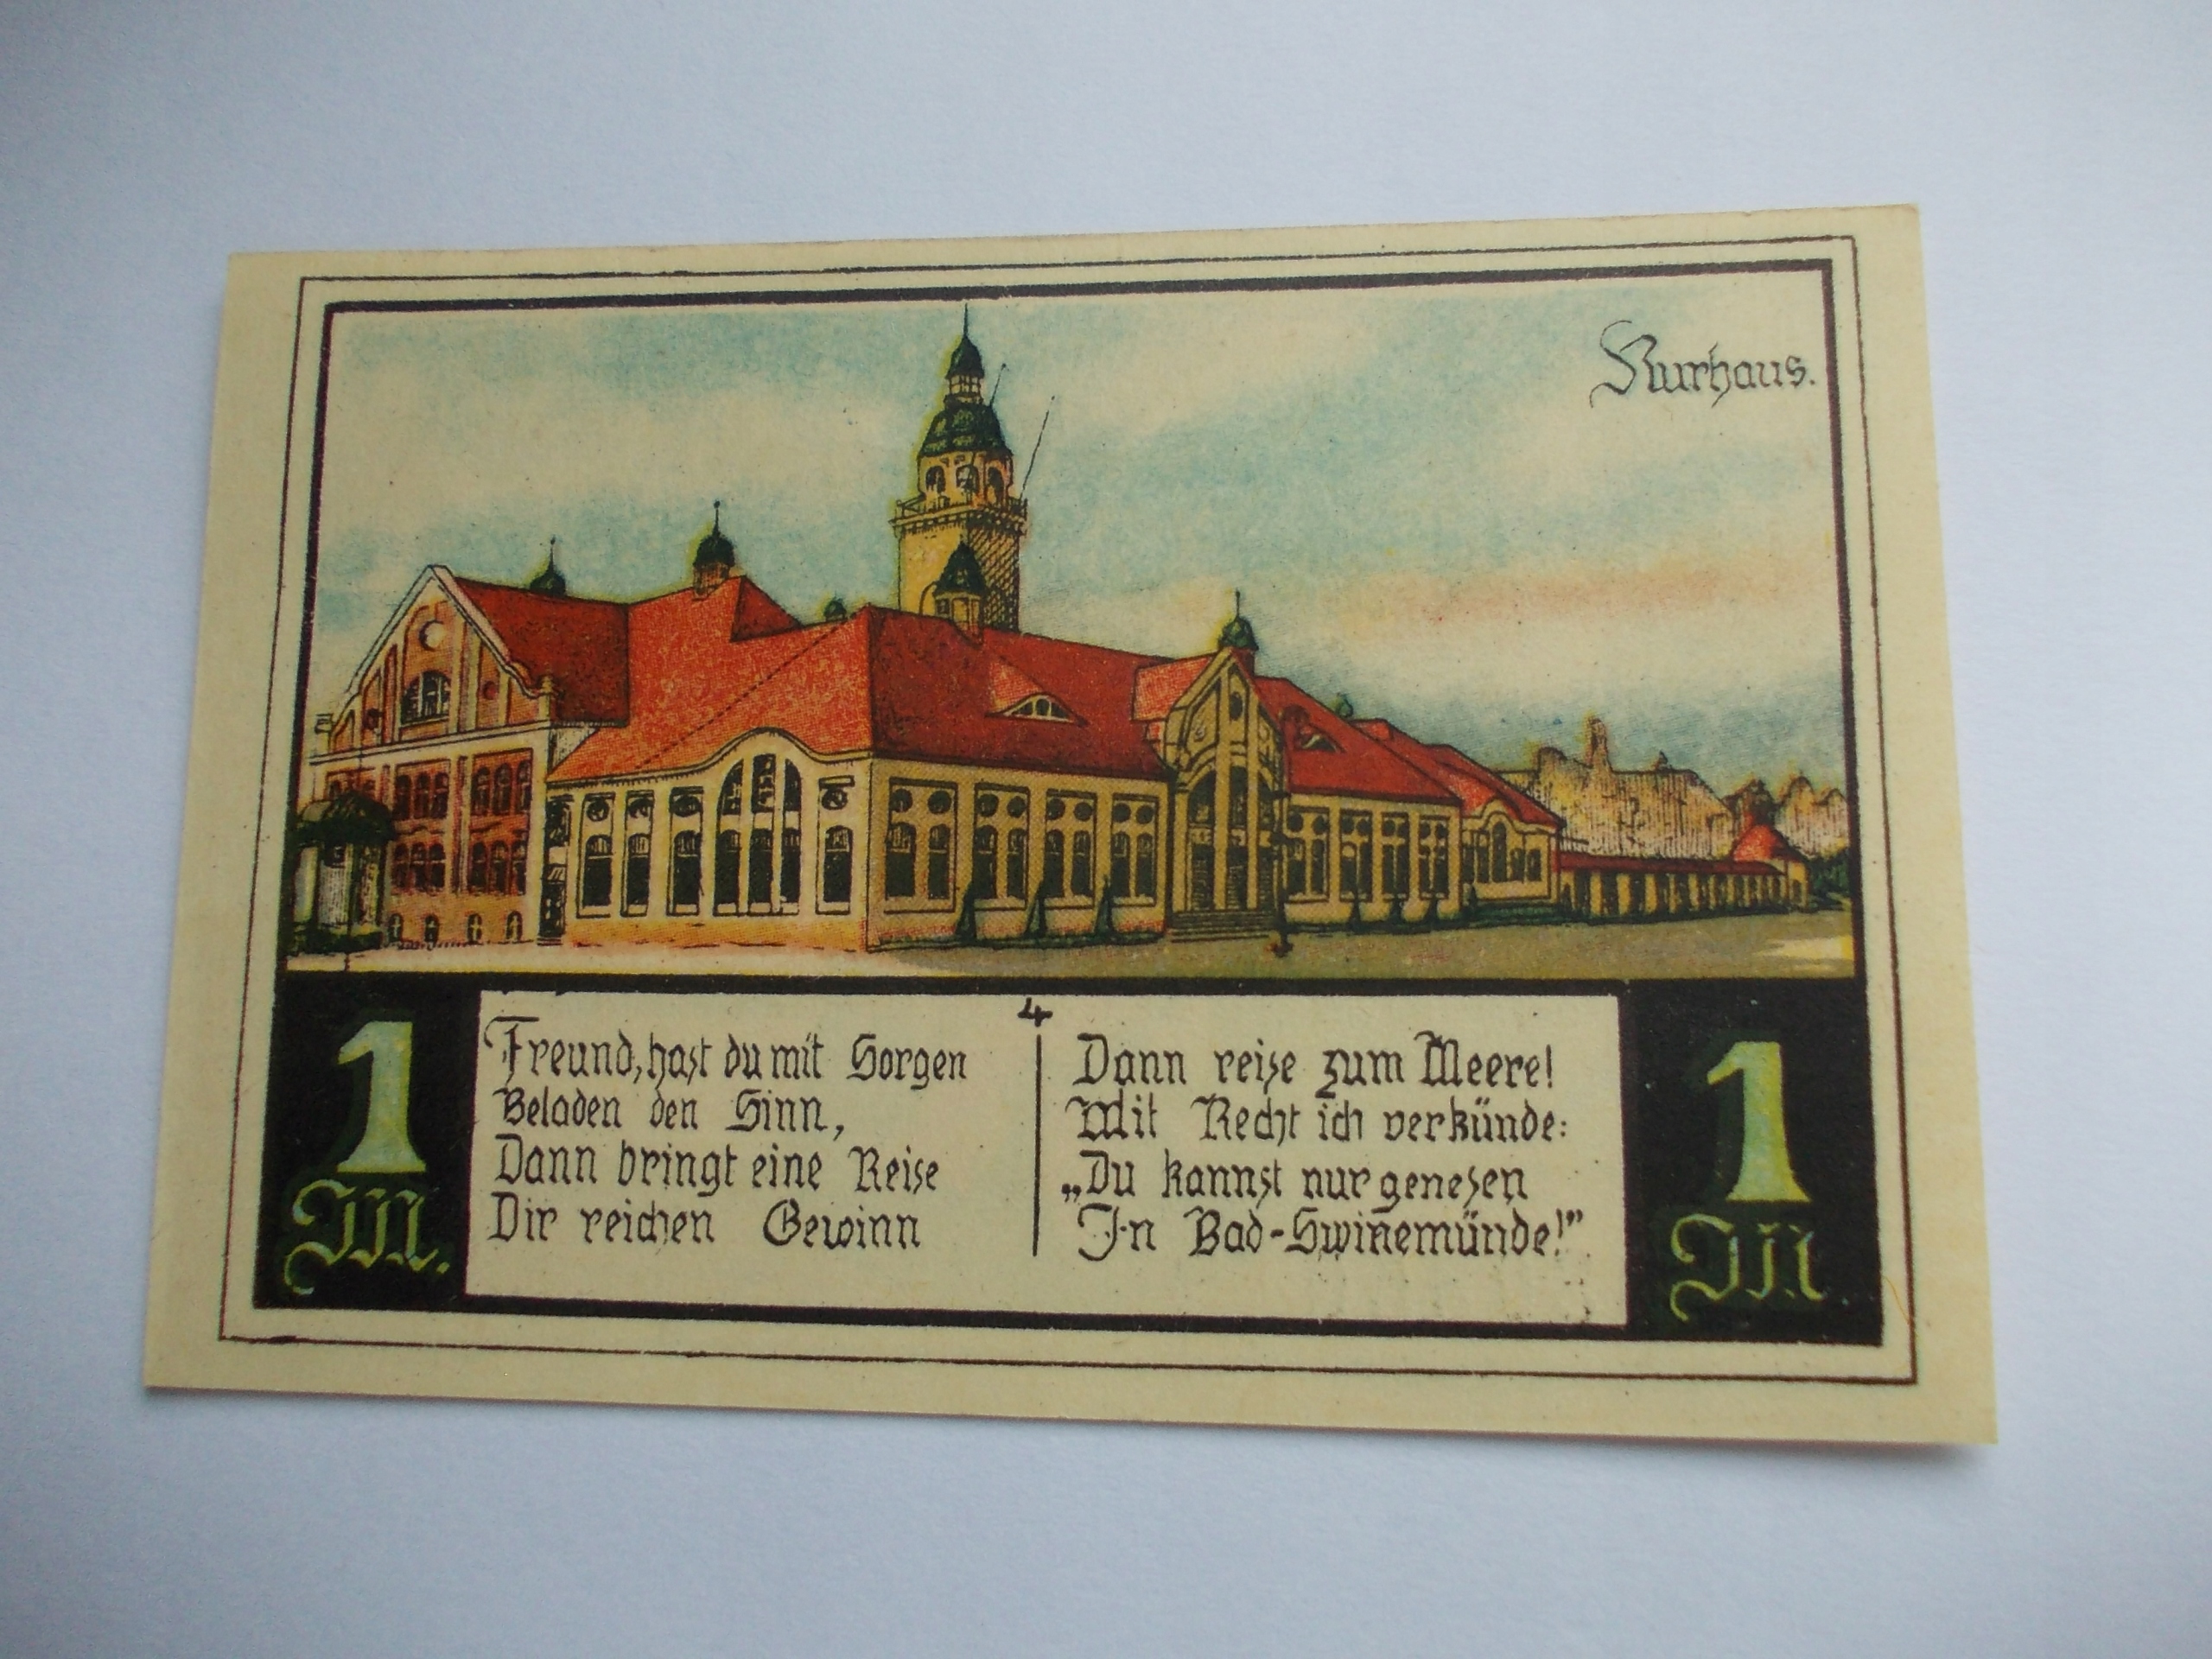 Kurhaus.
1
M.
Freund, hast du mit Sorgen
Beladen den Sinn,
Dann bringt eine Reise
Dir reichen Gewinn
4
Dann reise zum Meere!
Mit Recht ich verkünde:
„Du kannst nur genesen
In Bad-Swinemünde!”
1
M.